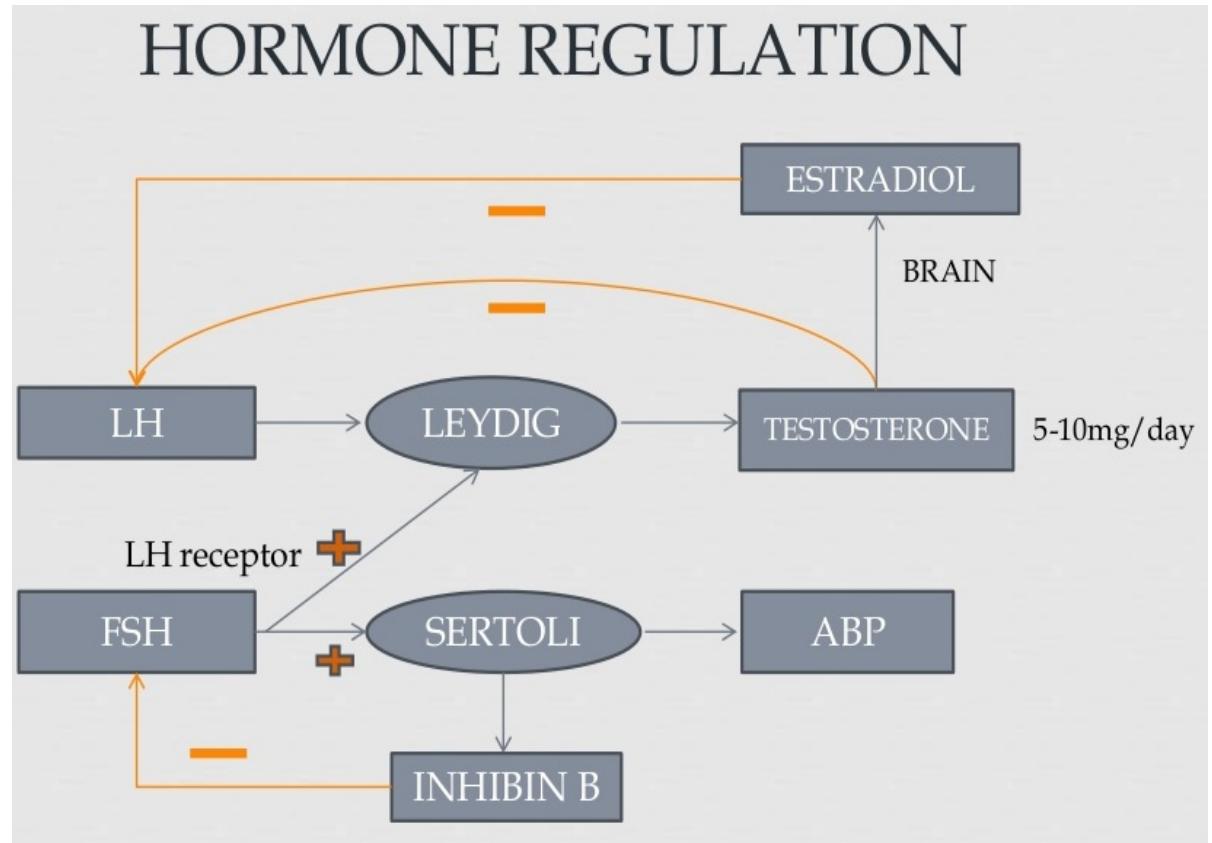 HORMONE REGULATION
ESTRADIOL
BRAIN
LH
LEYDIG
TESTOSTERONE
5-10mg/day
LH receptor
FSH
SERTOLI
ABP
INHIBIN B